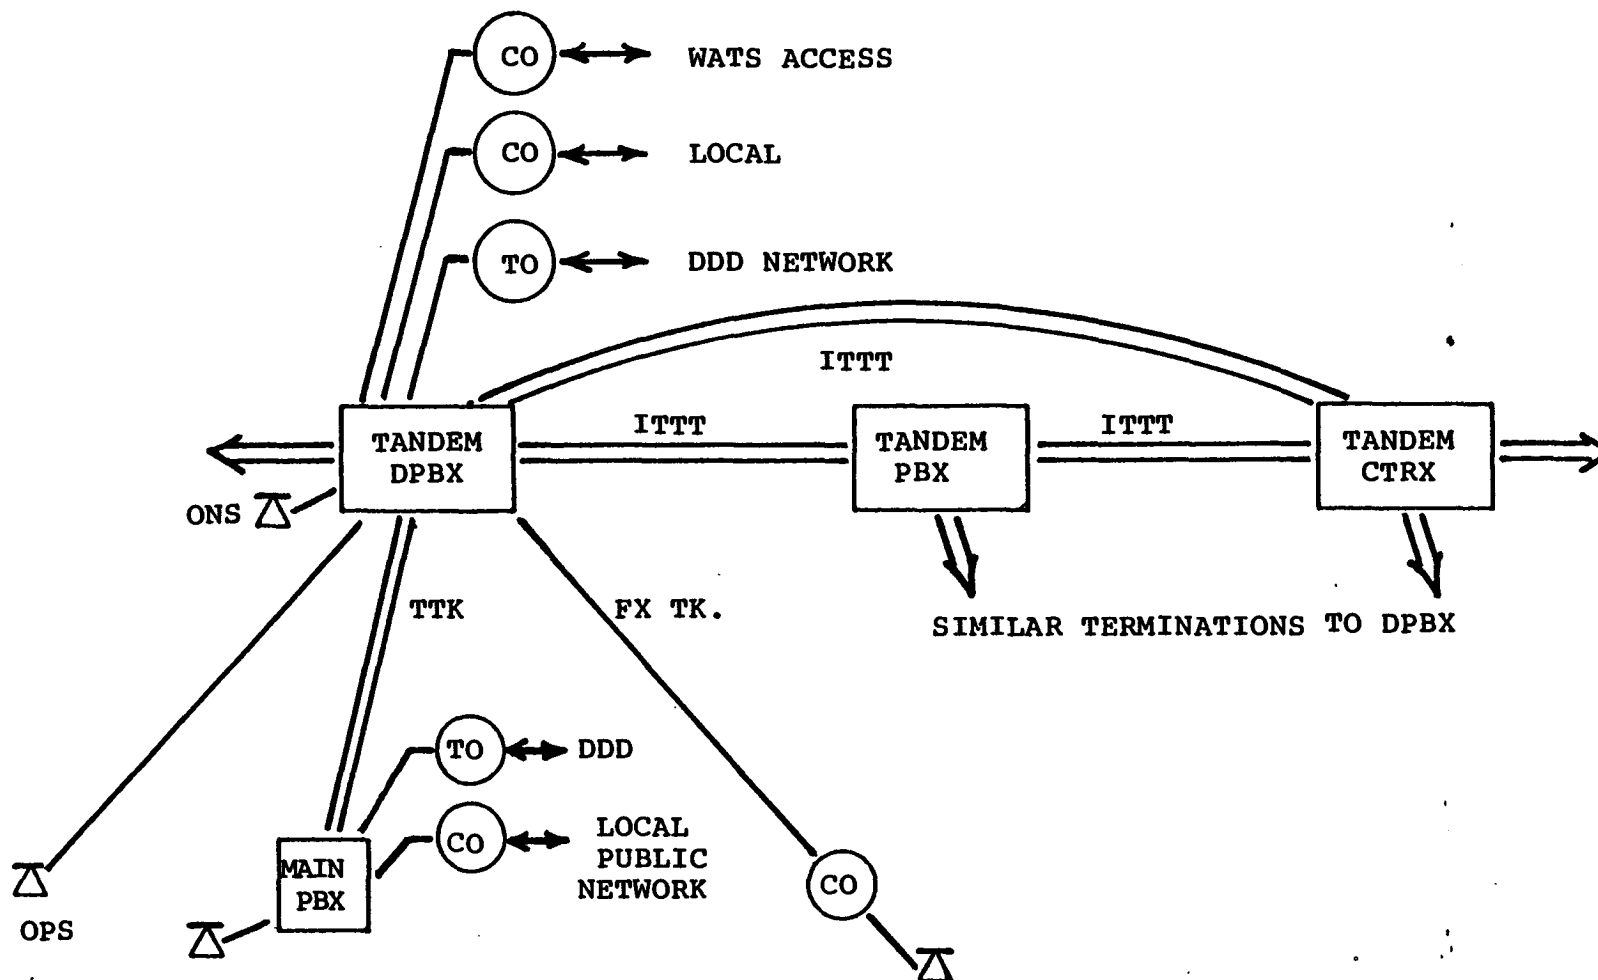 CO
WATS ACCESS
CO
LOCAL
TO
DDD NETWORK
ITTT
ITTT
ITTT
TANDEM
DPBX
TANDEM
PBX
TANDEM
CTRX
ONS
TTK
FX TK.
SIMILAR TERMINATIONS TO DPBX
TO
DDD
CO
LOCAL
PUBLIC
NETWORK
MAIN
PBX
CO
OPS